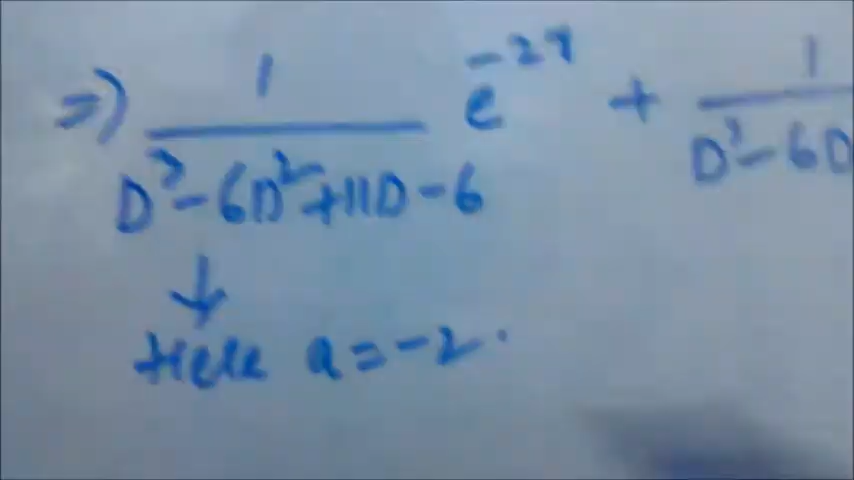 ⇒) 1/(D³ - 6D² + 11D - 6) e^(-2x) + 1/(D³ - 6D
↓
Here a = -2.